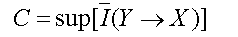 C = sup[I̅(Y → X)]